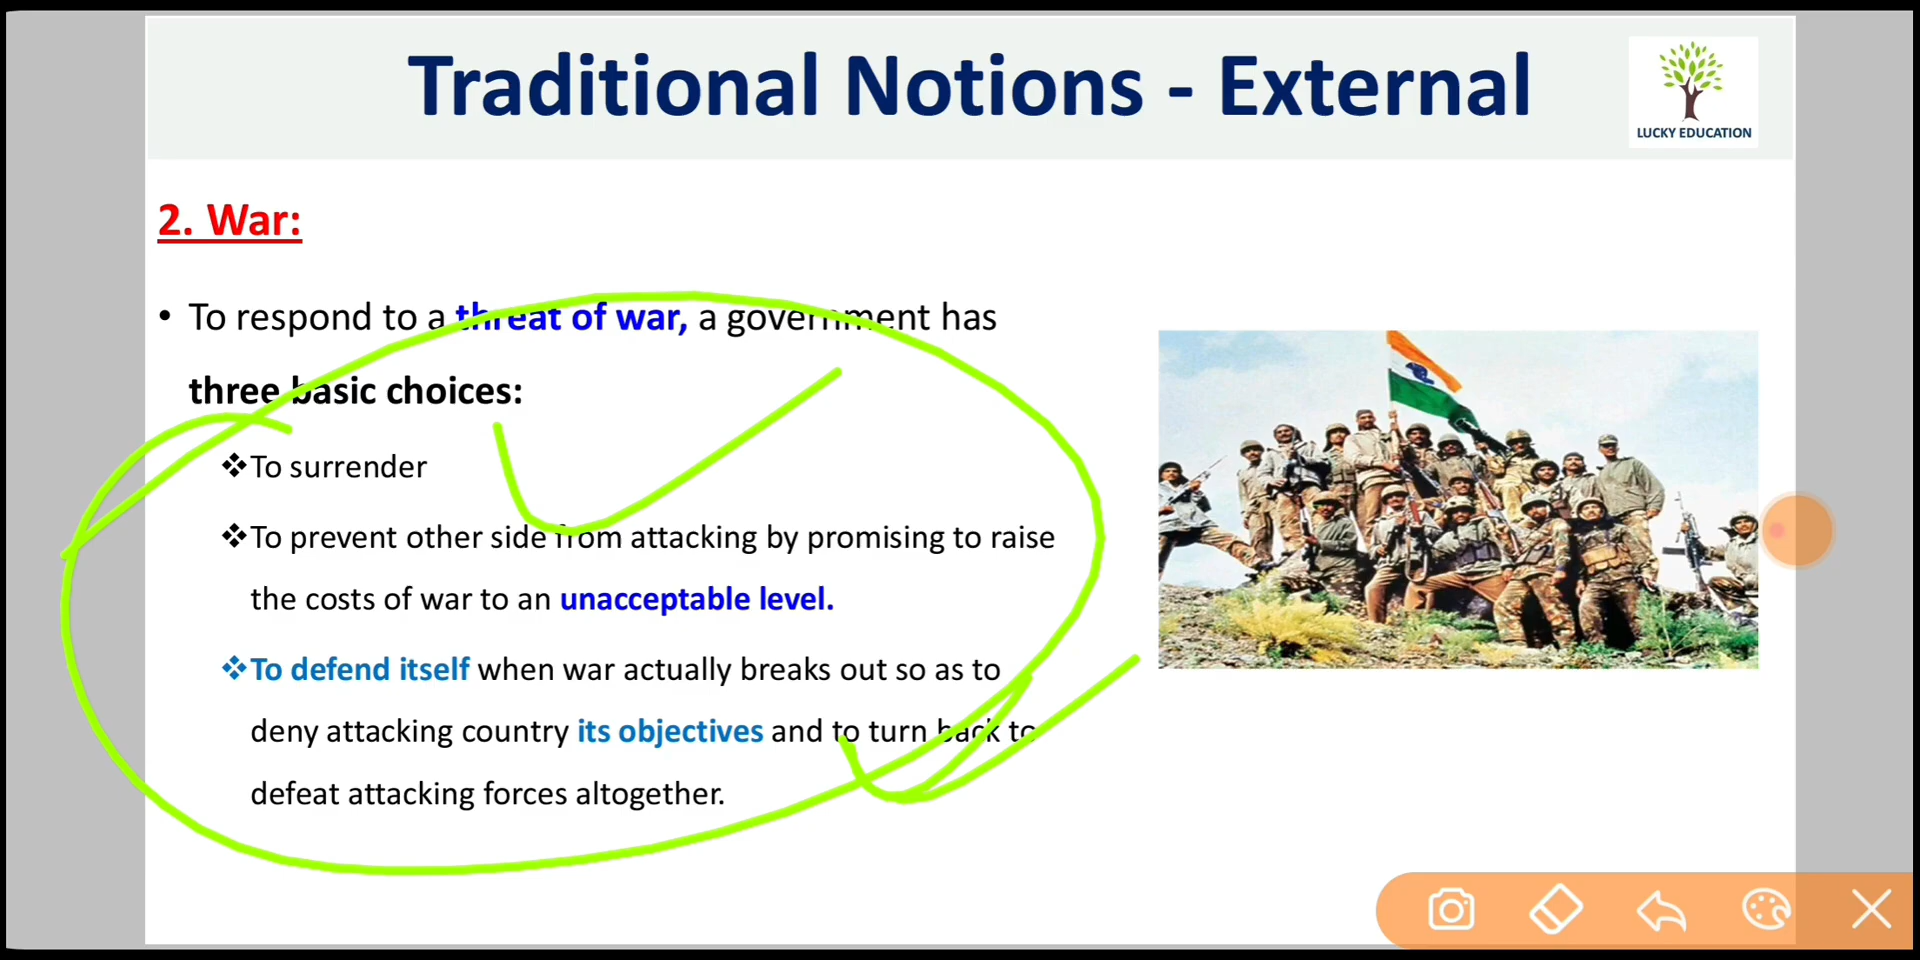 Traditional Notions - External
LUCKY EDUCATION
2. War:
• To respond to a threat of war, a government has
three basic choices:
❖To surrender
❖To prevent other side from attacking by promising to raise
the costs of war to an unacceptable level.
❖To defend itself when war actually breaks out so as to
deny attacking country its objectives and to turn back to
defeat attacking forces altogether.